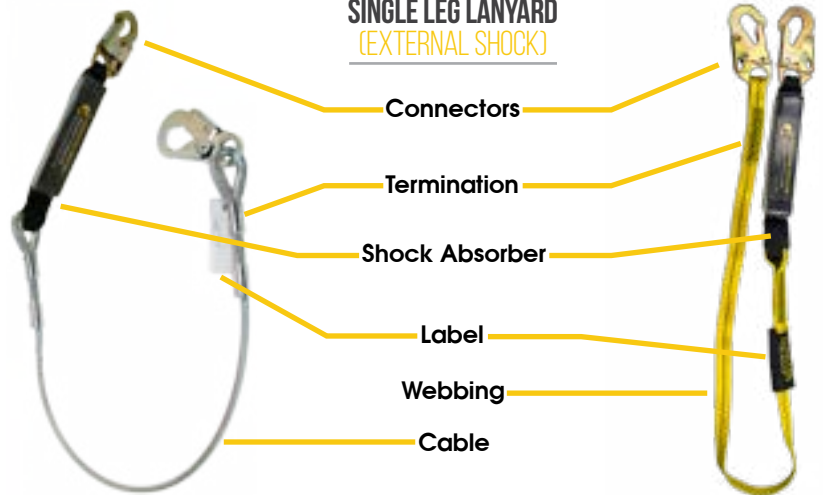 SINGLE LEG LANYARD
(EXTERNAL SHOCK)
Connectors
Termination
Shock Absorber
Label
Webbing
Cable